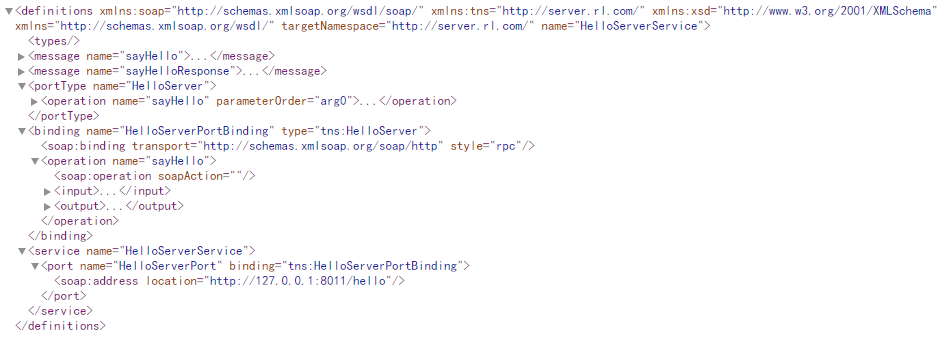 ▼<definitions xmlns:soap="http://schemas.xmlsoap.org/wsdl/soap/" xmlns:tns="http://server.rl.com/" xmlns:xsd="http://www.w3.org/2001/XMLSchema"
xmlns="http://schemas.xmlsoap.org/wsdl/" targetNamespace="http://server.rl.com/" name="HelloServerService">
<types/>
▶<message name="sayHello">...</message>
▶<message name="sayHelloResponse">...</message>
▼<portType name="HelloServer">
▶<operation name="sayHello" parameterOrder="arg0">...</operation>
</portType>
▼<binding name="HelloServerPortBinding" type="tns:HelloServer">
<soap:binding transport="http://schemas.xmlsoap.org/soap/http" style="rpc"/>
▼<operation name="sayHello">
<soap:operation soapAction=""/>
▶<input>...</input>
▶<output>...</output>
</operation>
</binding>
▼<service name="HelloServerService">
▼<port name="HelloServerPort" binding="tns:HelloServerPortBinding">
<soap:address location="http://127.0.0.1:8011/hello"/>
</port>
</service>
</definitions>